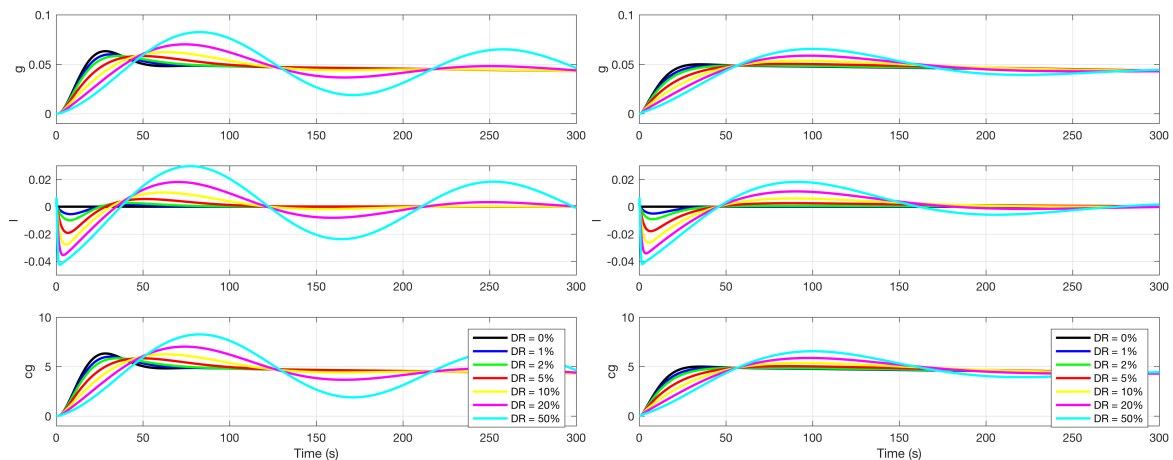 0.1
0.05
0
g
0 50 100 150 200 250 300
0.02
0
-0.02
-0.04
l
0 50 100 150 200 250 300
10
5
0
cg
DR = 0%
DR = 1%
DR = 2%
DR = 5%
DR = 10%
DR = 20%
DR = 50%
0 50 100 150 200 250 300
Time (s)
0.1
0.05
0
g
0 50 100 150 200 250 300
0.02
0
-0.02
-0.04
l
0 50 100 150 200 250 300
10
5
0
cg
DR = 0%
DR = 1%
DR = 2%
DR = 5%
DR = 10%
DR = 20%
DR = 50%
0 50 100 150 200 250 300
Time (s)